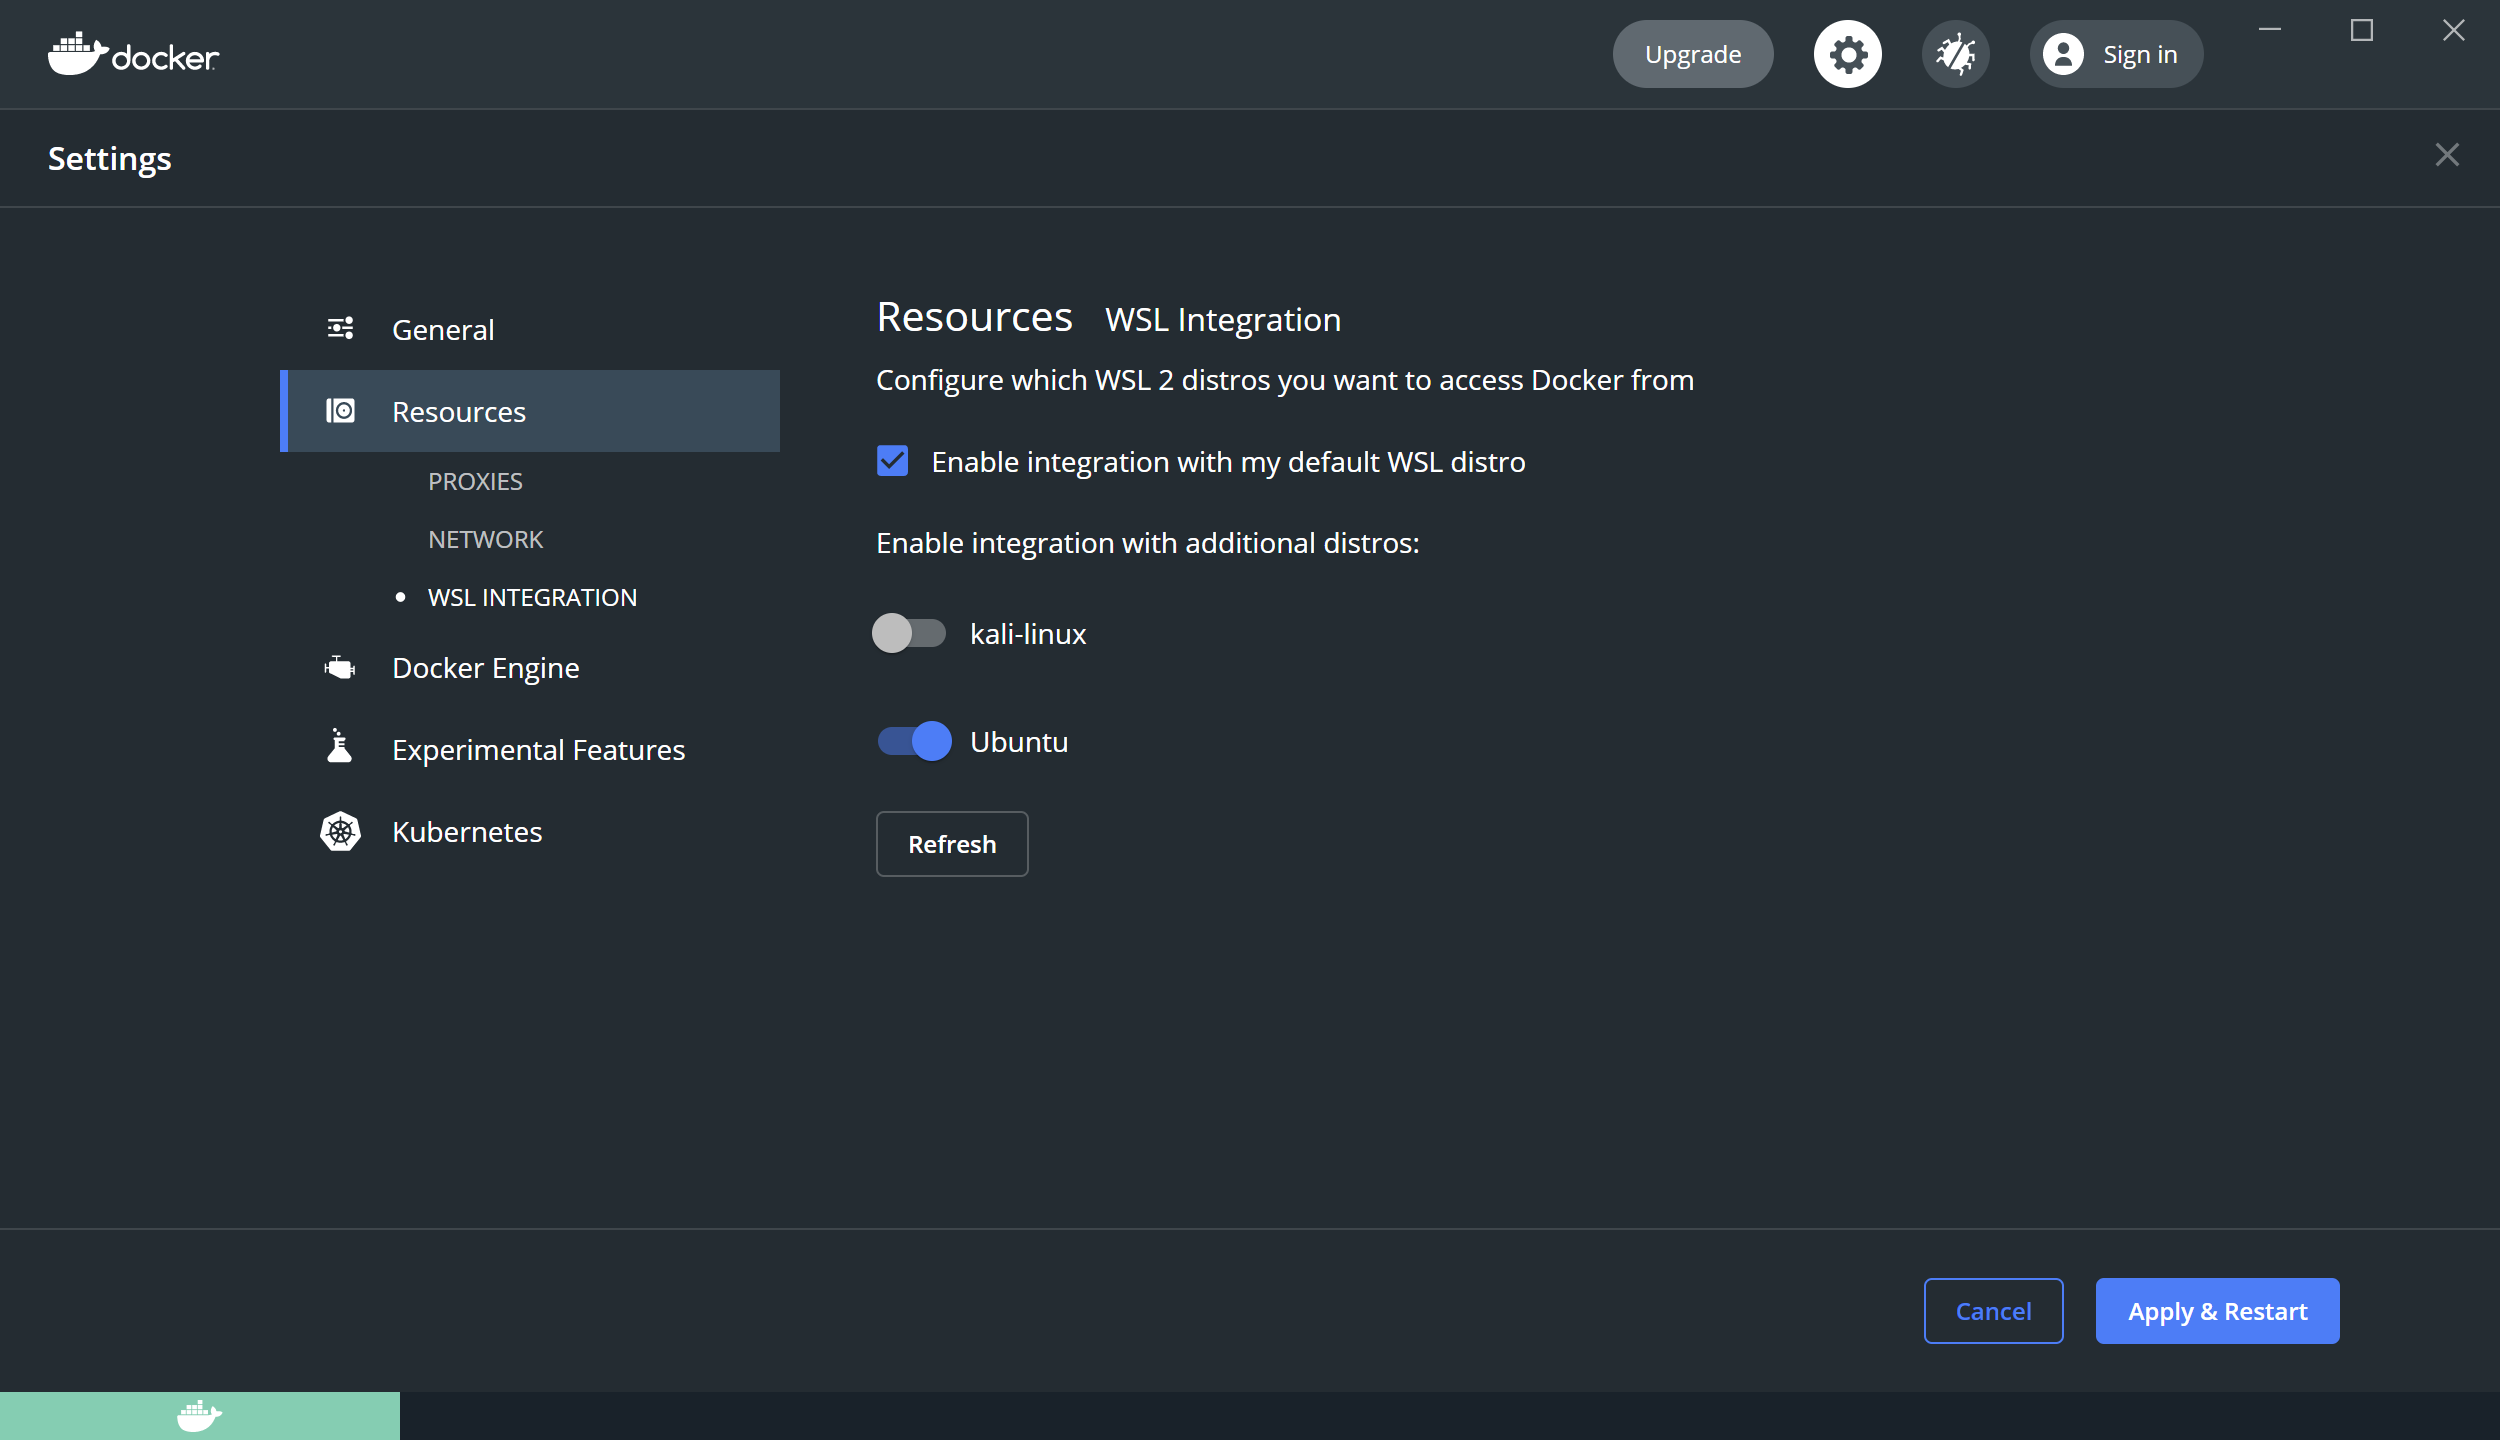 docker
Upgrade
Sign in
Settings
General
Resources
PROXIES
NETWORK
WSL INTEGRATION
Docker Engine
Experimental Features
Kubernetes
Resources WSL Integration
Configure which WSL 2 distros you want to access Docker from
Enable integration with my default WSL distro
Enable integration with additional distros:
kali-linux
Ubuntu
Refresh
Cancel
Apply & Restart